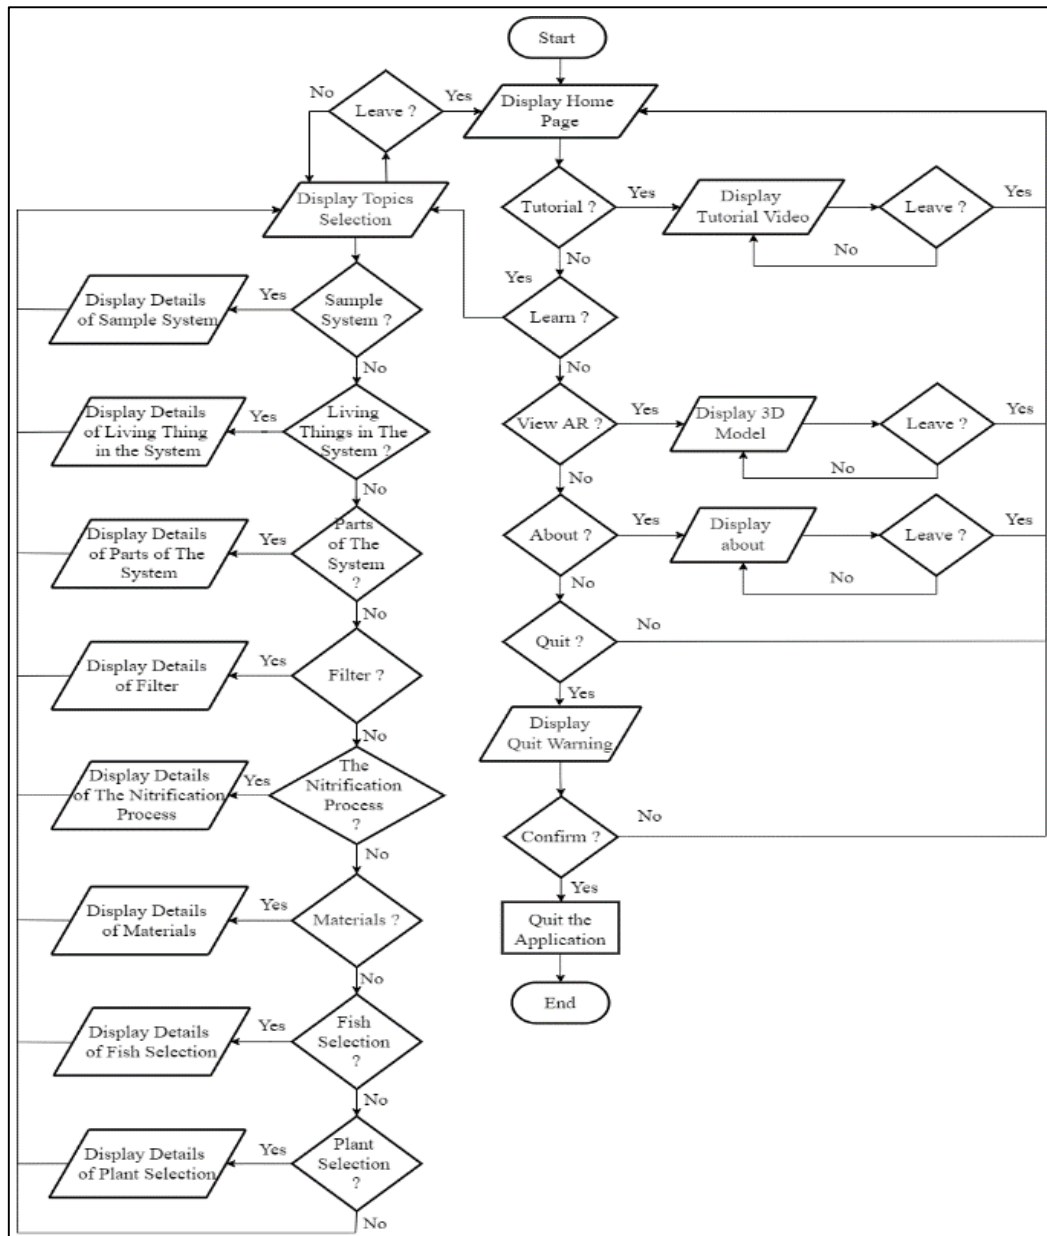 Start
No
Leave ?
Yes
Display Home
Page
Display Topics
Selection
Tutorial ?
Yes
Display
Tutorial Video
Leave ?
Yes
No
No
Yes
Learn ?
No
Display Details
of Sample System
Yes
Sample
System ?
No
Display Details
of Living Thing
in the System
Yes
Living
Things in The
System ?
No
View AR ?
Yes
Display 3D
Model
Leave ?
Yes
No
No
Display Details
of Parts of The
System
Yes
Parts
of The
System
?
No
About ?
Yes
Display
about
Leave ?
Yes
No
No
Quit ?
No
Yes
Display Details
of Filter
Yes
Filter ?
No
Display
Quit Warning
Display Details
of The Nitrification
Process
Yes
The
Nitrification
Process
?
No
Confirm ?
No
Yes
Display Details
of Materials
Yes
Materials ?
No
Quit the
Application
End
Display Details
of Fish Selection
Yes
Fish
Selection
?
No
Display Details
of Plant Selection
Yes
Plant
Selection
?
No